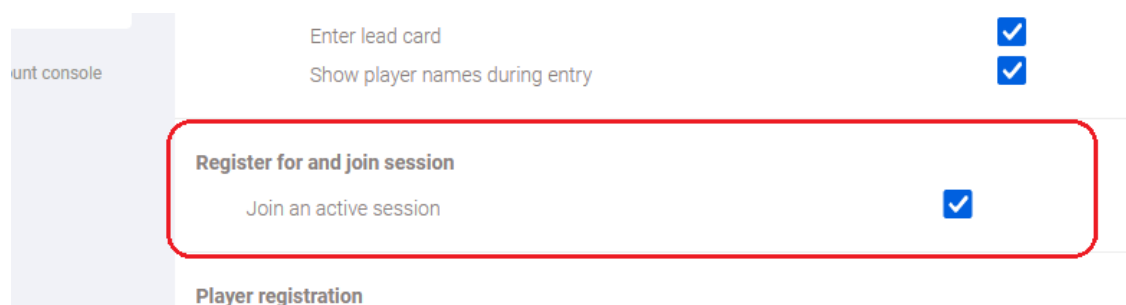 Enter lead card
unt console
Show player names during entry
Register for and join session
Join an active session
Player registration